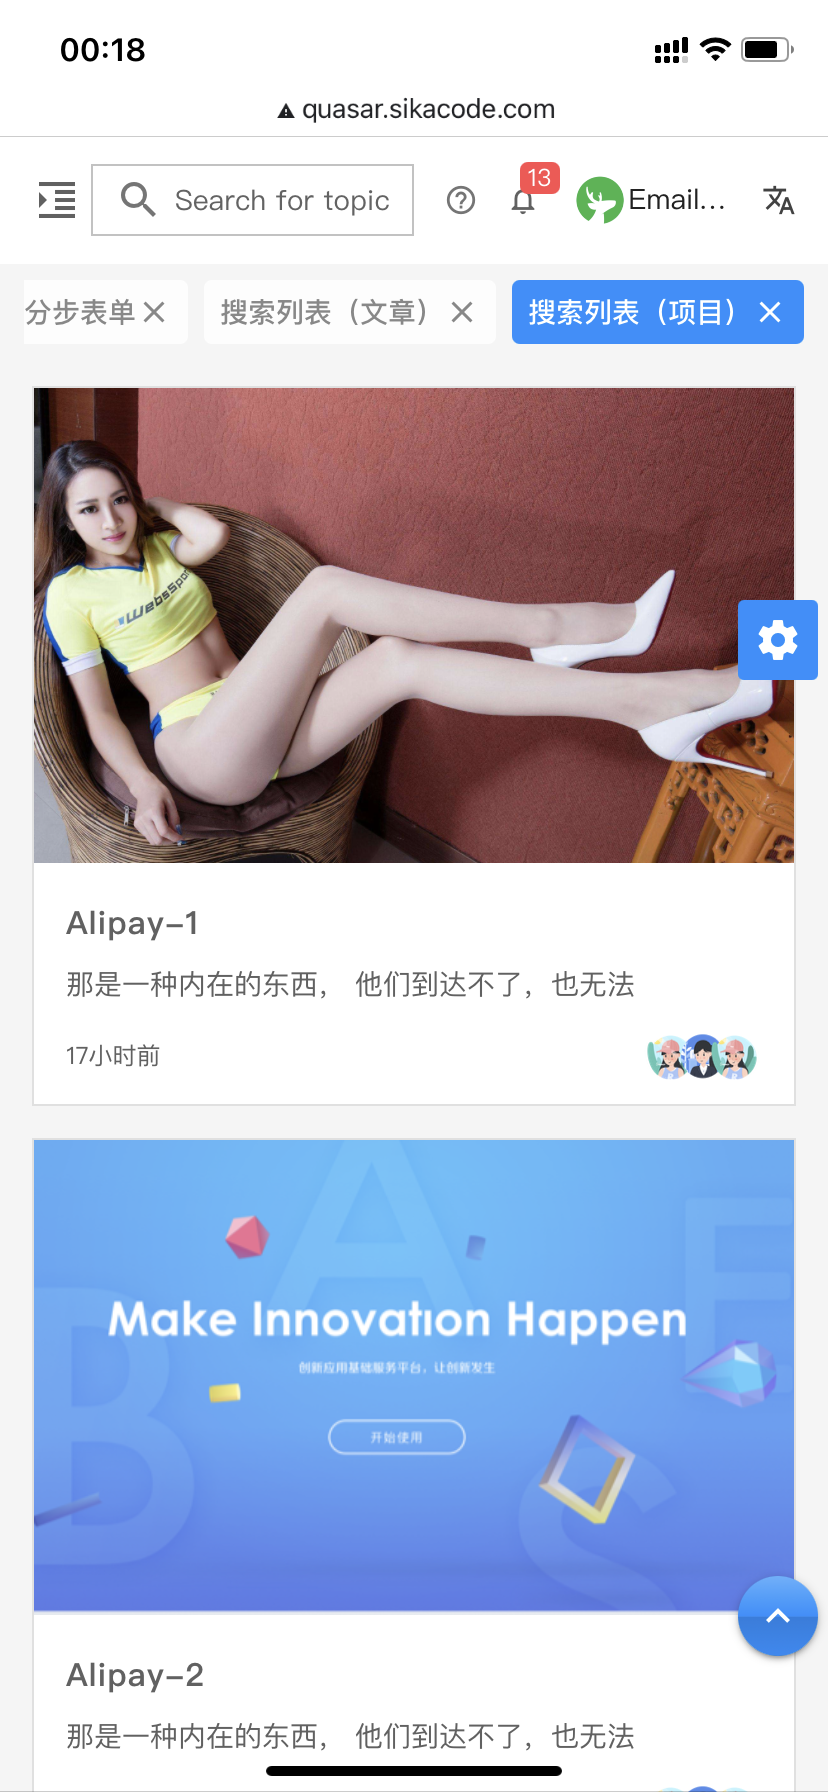 00:18
quasar.sikacode.com
Search for topic
13
Email...
分步表单
搜索列表（文章）
搜索列表（项目）
Alipay-1
那是一种内在的东西， 他们到达不了，也无法
17小时前
Make Innovation Happen
创新应用基础服务平台，让创新发生
开始使用
Alipay-2
那是一种内在的东西， 他们到达不了，也无法